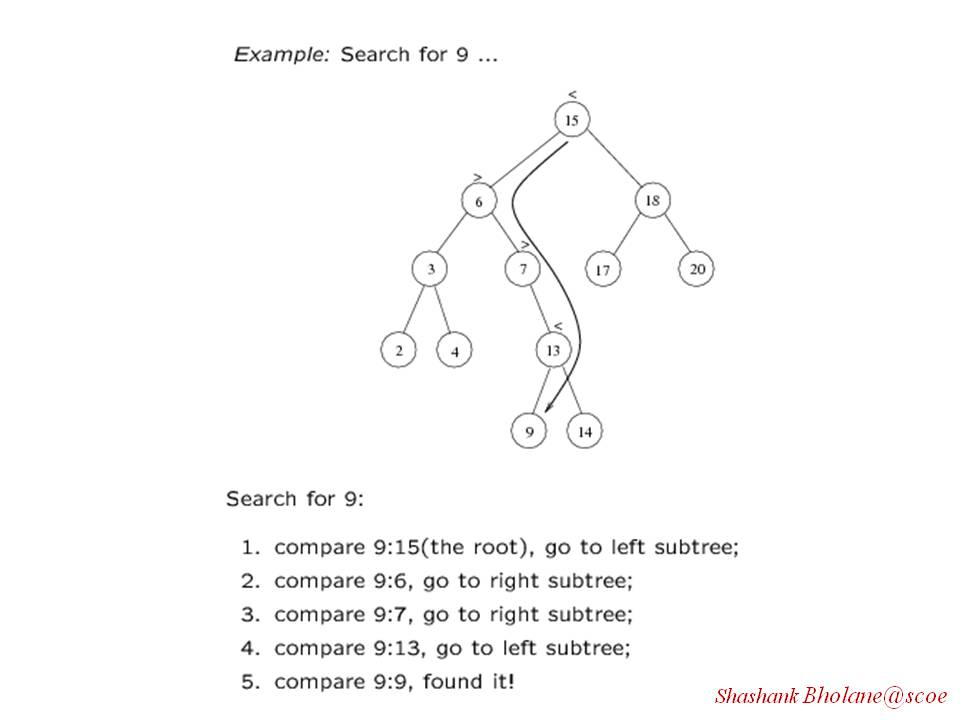 Example: Search for 9 ...
<
15
>
6
18
>
3
7
17
20
<
2
4
13
9
14
Search for 9:
1. compare 9:15(the root), go to left subtree;
2. compare 9:6, go to right subtree;
3. compare 9:7, go to right subtree;
4. compare 9:13, go to left subtree;
5. compare 9:9, found it!
Shashank Bholane@scoe